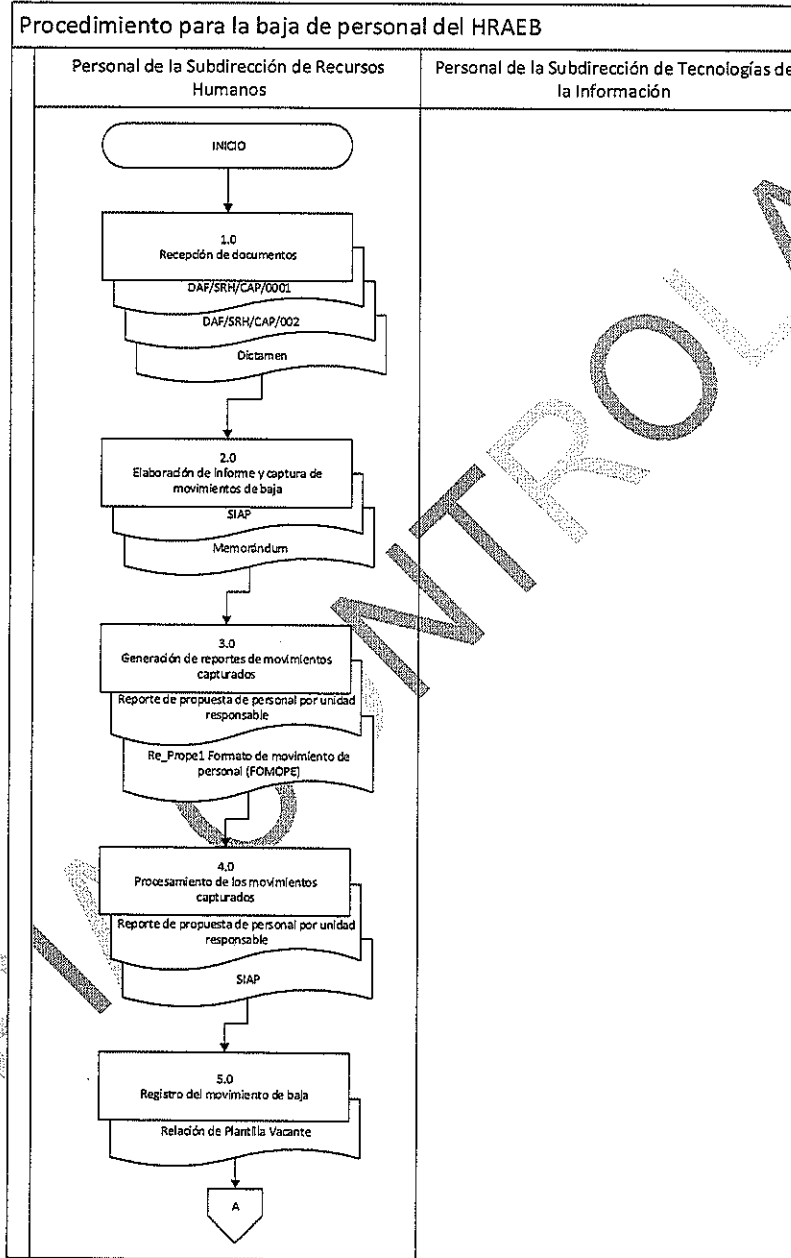 Procedimiento para la baja de personal del HRAEB
Personal de la Subdirección de Recursos
Humanos
Personal de la Subdirección de Tecnologías de
la Información
INICIO
1.0
Recepción de documentos
DAF/SRH/CAP/0001
DAF/SRH/CAP/002
Dictamen
2.0
Elaboración de informe y captura de
movimientos de baja
SIAP
Memorándum
3.0
Generación de reportes de movimientos
capturados
Reporte de propuesta de personal por unidad
responsable
Re_Prope1 Formato de movimiento de
personal (FOMOPE)
4.0
Procesamiento de los movimientos
capturados
Reporte de propuesta de personal por unidad
responsable
SIAP
5.0
Registro del movimiento de baja
Relación de Plantilla Vacante
A